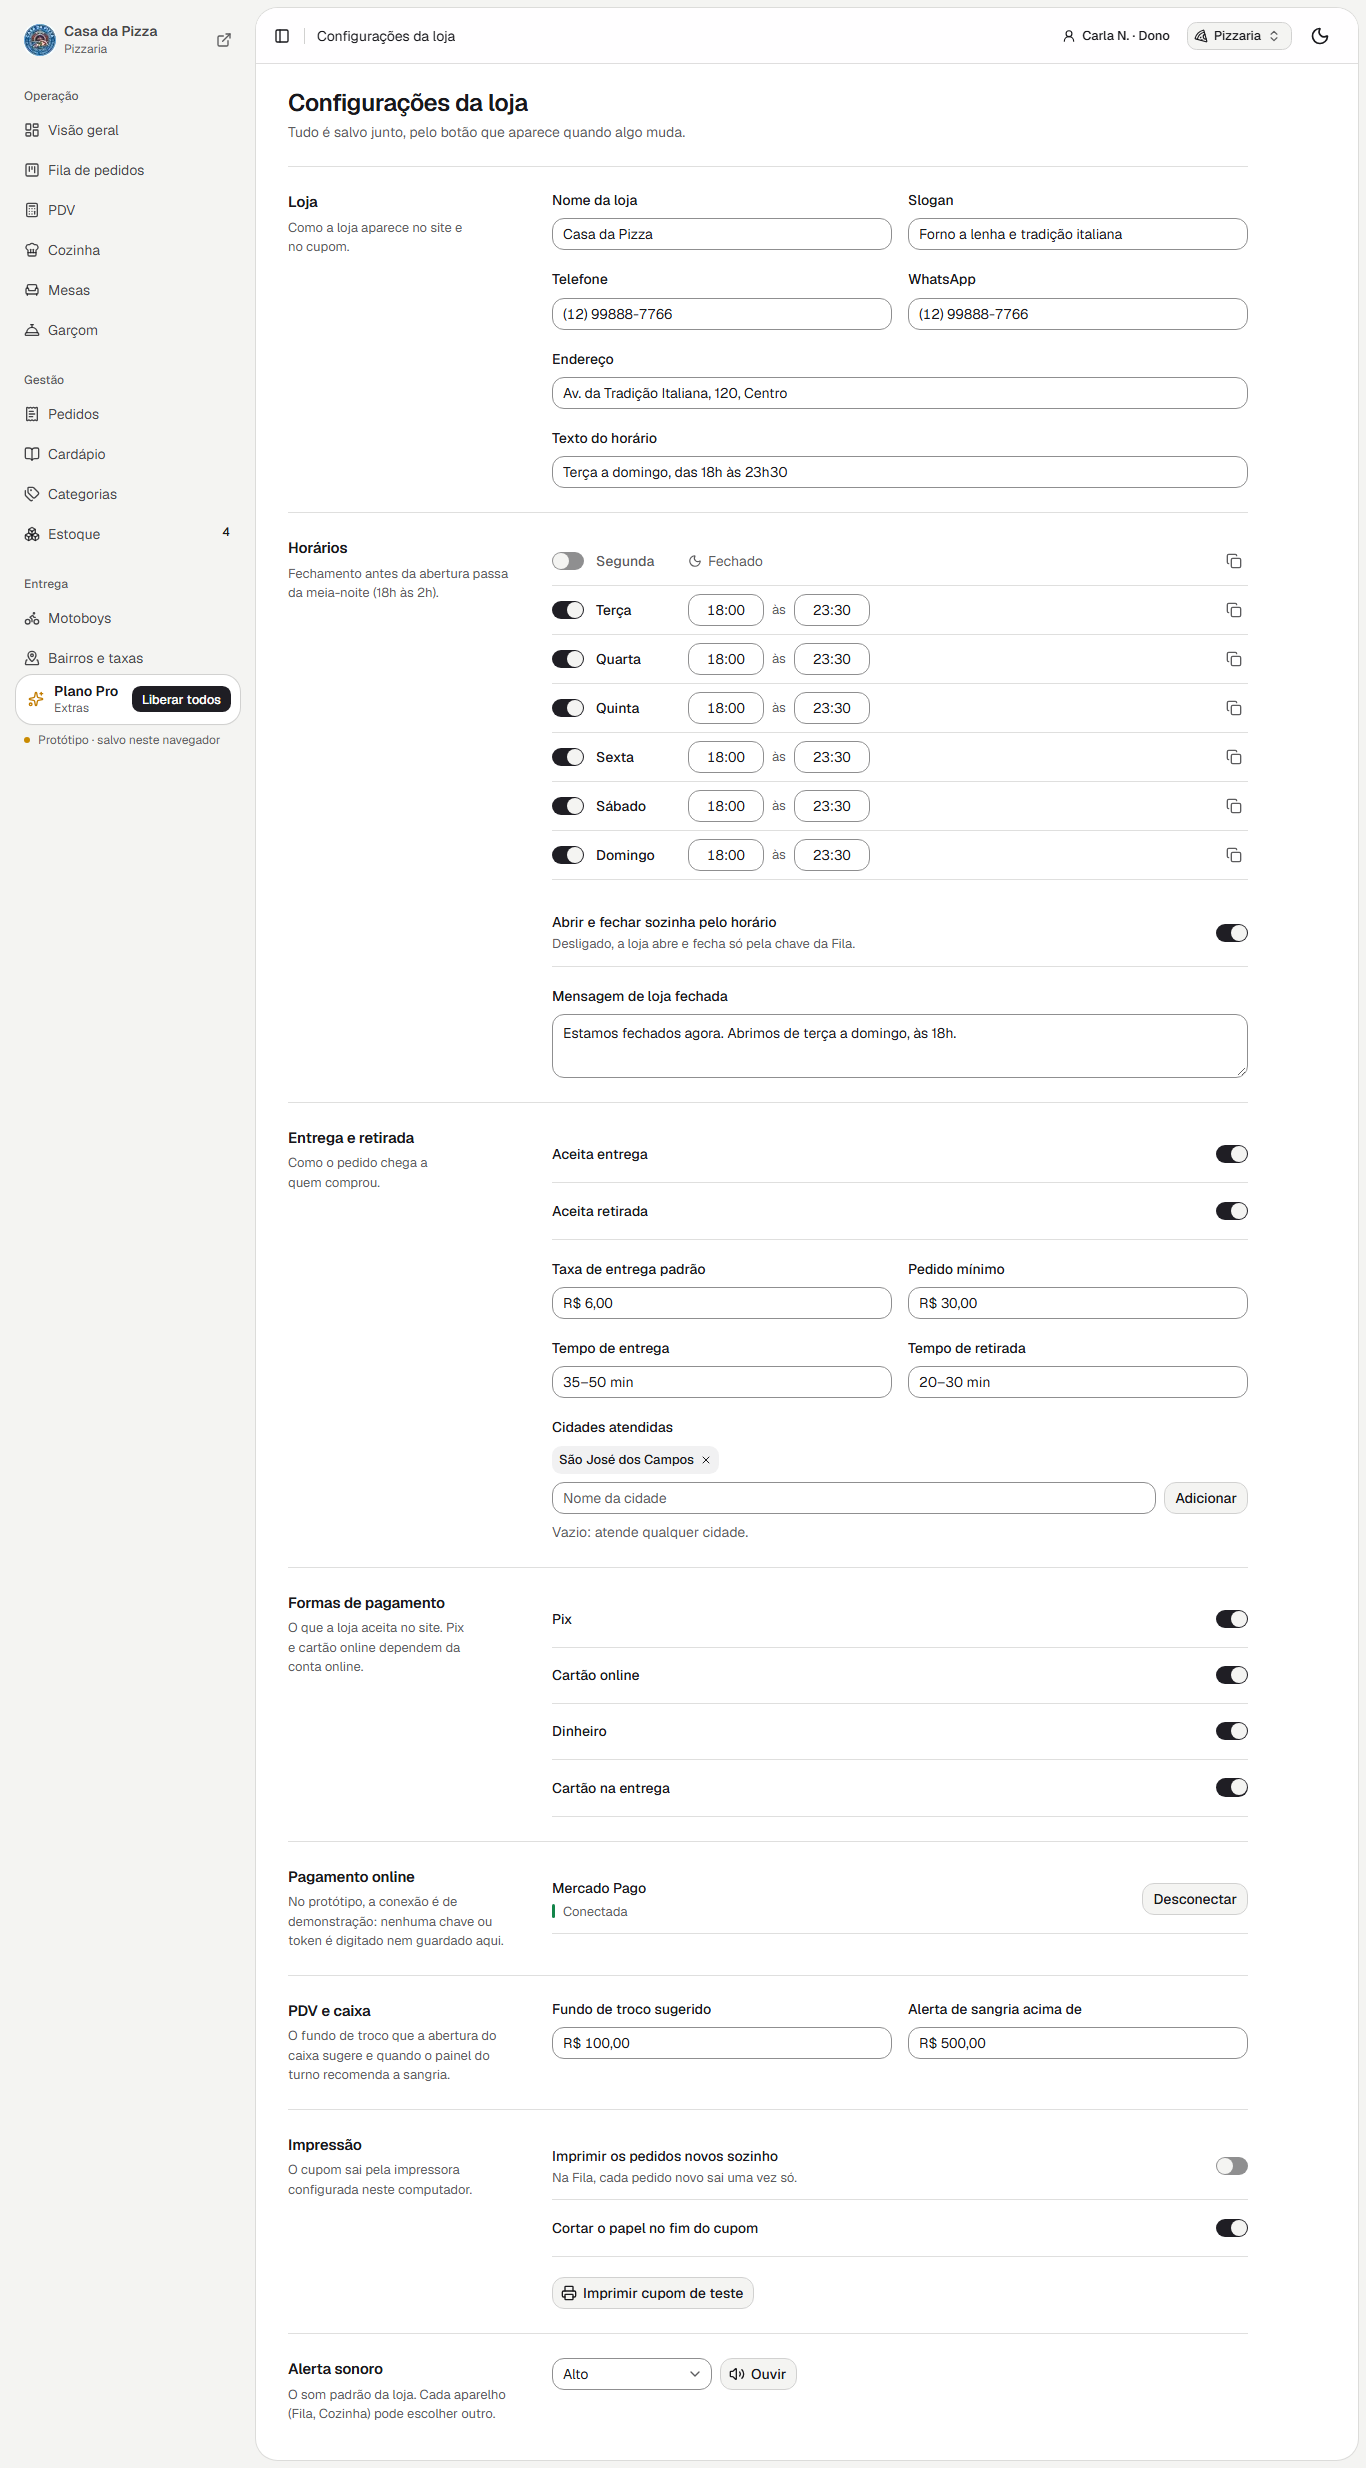 Casa da Pizza
Pizzaria
Operação
Visão geral
Fila de pedidos
PDV
Cozinha
Mesas
Garçom
Gestão
Pedidos
Cardápio
Categorias
Estoque 4
Entrega
Motoboys
Bairros e taxas
Plano Pro
Extras
Liberar todos
Protótipo · salvo neste navegador
Configurações da loja
Carla N. · Dono
Pizzaria
Configurações da loja
Tudo é salvo junto, pelo botão que aparece quando algo muda.
Loja
Como a loja aparece no site e
no cupom.
Nome da loja
Casa da Pizza
Slogan
Forno a lenha e tradição italiana
Telefone
(12) 99888-7766
WhatsApp
(12) 99888-7766
Endereço
Av. da Tradição Italiana, 120, Centro
Texto do horário
Terça a domingo, das 18h às 23h30
Horários
Fechamento antes da abertura passa
da meia-noite (18h às 2h).
Segunda Fechado
Terça 18:00 às 23:30
Quarta 18:00 às 23:30
Quinta 18:00 às 23:30
Sexta 18:00 às 23:30
Sábado 18:00 às 23:30
Domingo 18:00 às 23:30
Abrir e fechar sozinha pelo horário
Desligado, a loja abre e fecha só pela chave da Fila.
Mensagem de loja fechada
Estamos fechados agora. Abrimos de terça a domingo, às 18h.
Entrega e retirada
Como o pedido chega a
quem comprou.
Aceita entrega
Aceita retirada
Taxa de entrega padrão
R$ 6,00
Pedido mínimo
R$ 30,00
Tempo de entrega
35–50 min
Tempo de retirada
20–30 min
Cidades atendidas
São José dos Campos
Nome da cidade
Adicionar
Vazio: atende qualquer cidade.
Formas de pagamento
O que a loja aceita no site. Pix
e cartão online dependem da
conta online.
Pix
Cartão online
Dinheiro
Cartão na entrega
Pagamento online
No protótipo, a conexão é de
demonstração: nenhuma chave ou
token é digitado nem guardado aqui.
Mercado Pago
Conectada
Desconectar
PDV e caixa
O fundo de troco que a abertura do
caixa sugere e quando o painel do
turno recomenda a sangria.
Fundo de troco sugerido
R$ 100,00
Alerta de sangria acima de
R$ 500,00
Impressão
O cupom sai pela impressora
configurada neste computador.
Imprimir os pedidos novos sozinho
Na Fila, cada pedido novo sai uma vez só.
Cortar o papel no fim do cupom
Imprimir cupom de teste
Alerta sonoro
O som padrão da loja. Cada aparelho
(Fila, Cozinha) pode escolher outro.
Alto
Ouvir